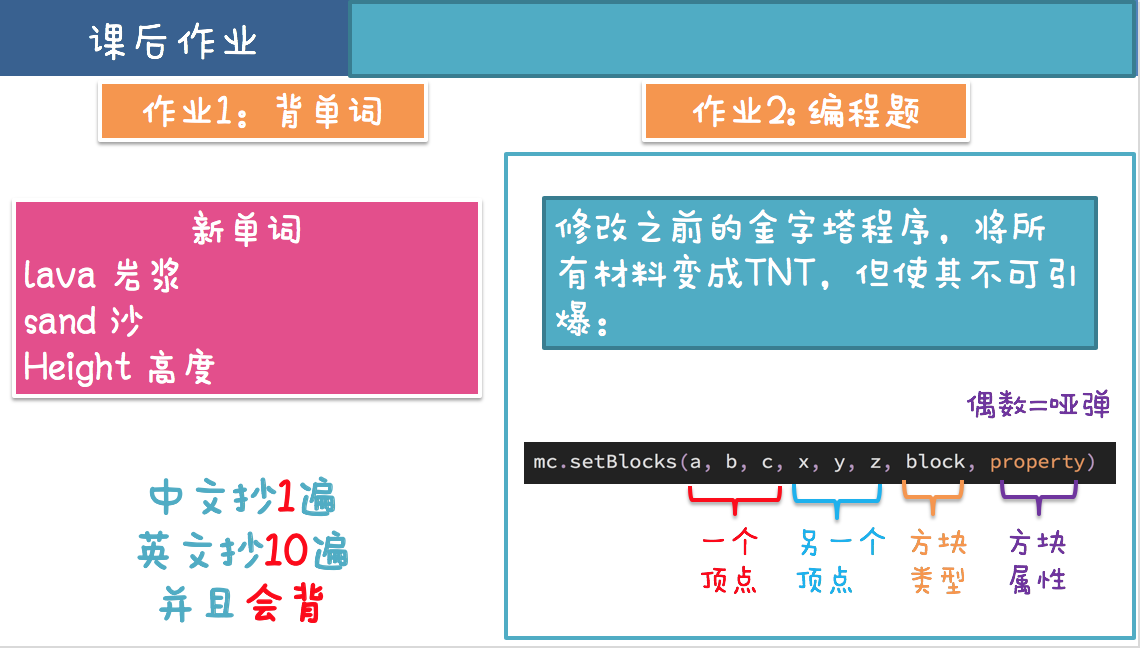 课后作业
作业1：背单词
新单词
lava 岩浆
sand 沙
Height 高度
中文抄1遍
英文抄10遍
并且会背
作业2: 编程题
修改之前的金字塔程序，将所
有材料变成TNT，但使其不可引
爆：
偶数=哑弹
mc.setBlocks(a, b, c, x, y, z, block, property)
一个 另一个 方块 方块
顶点 顶点 类型 属性